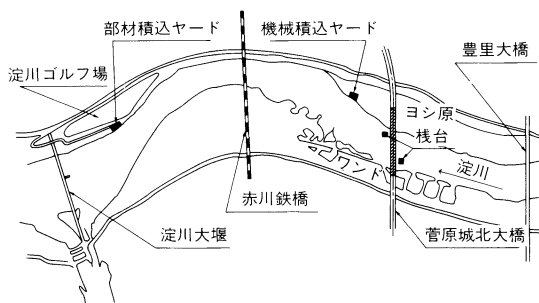 部材積込ヤード
機械積込ヤード
豊里大橋
淀川ゴルフ場
ヨシ原
桟台
ワンド
淀川
赤川鉄橋
淀川大堰
菅原城北大橋